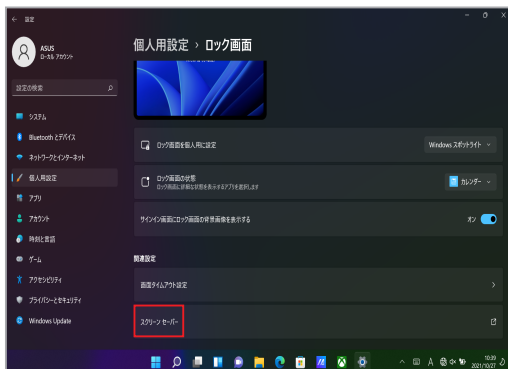 設定
ASUS
ローカル アカウント
設定の検索
システム
Bluetooth とデバイス
ネットワークとインターネット
個人用設定
アプリ
アカウント
時刻と言語
ゲーム
アクセシビリティ
プライバシーとセキュリティ
Windows Update
個人用設定 › ロック画面
ロック画面を個人用に設定
Windows スポットライト
ロック画面の状態
ロック画面に詳細な状態を表示するアプリを選択します
カレンダー
サインイン画面にロック画面の背景画像を表示する
オン
関連設定
画面タイムアウト設定
スクリーン セーバー
A
10:39
2021/10/27